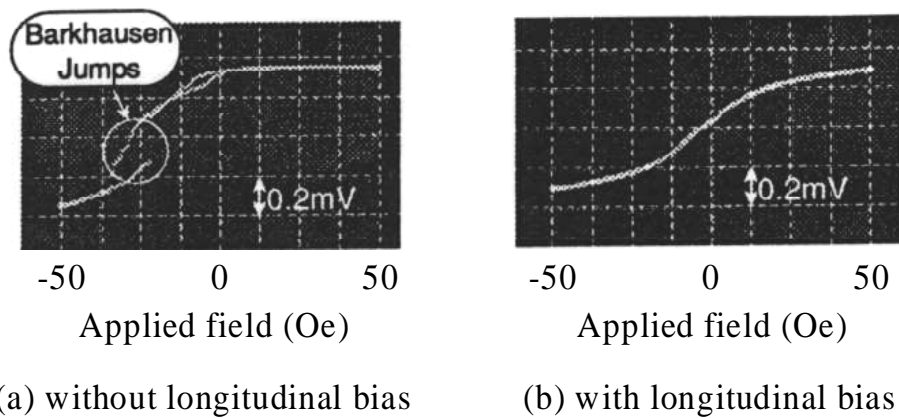 Barkhausen
Jumps
0.2mV
-50 0 50
Applied field (Oe)
(a) without longitudinal bias
0.2mV
-50 0 50
Applied field (Oe)
(b) with longitudinal bias